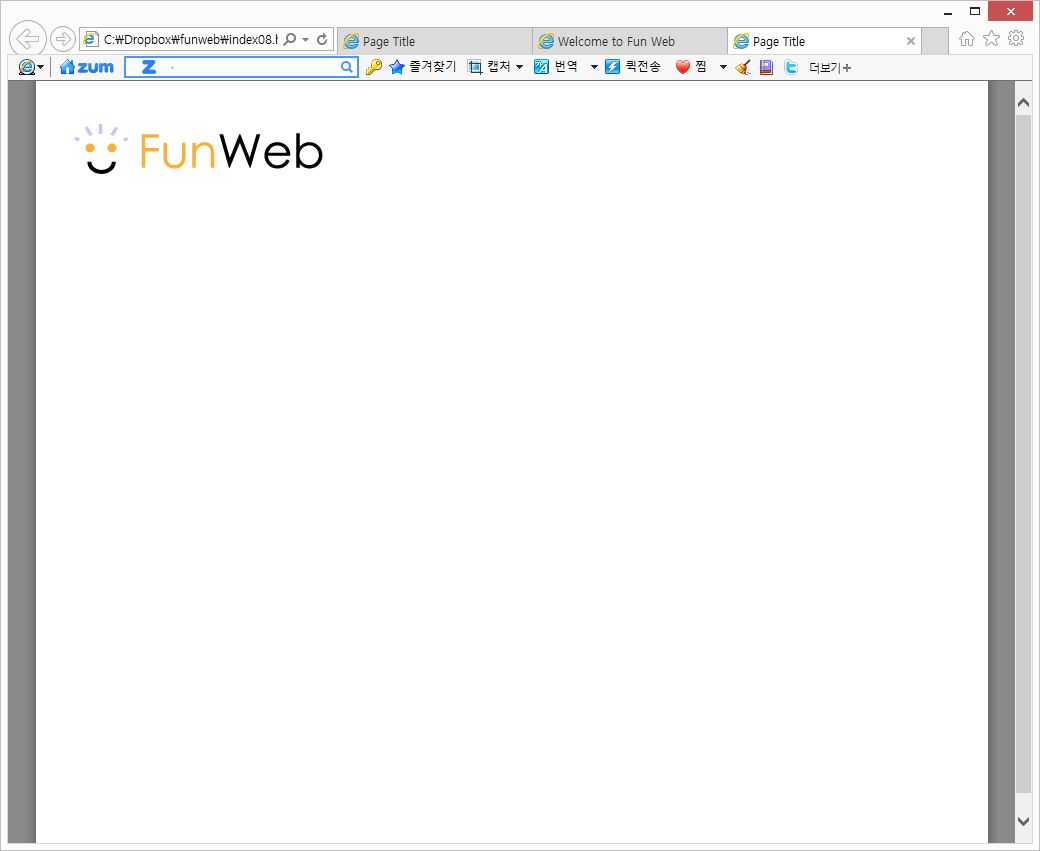 C:₩Dropbox₩funweb₩index08.h
Page Title
Welcome to Fun Web
Page Title
zum
Z
즐겨찾기
캡처
번역
퀵전송
찜
더보기+
FunWeb